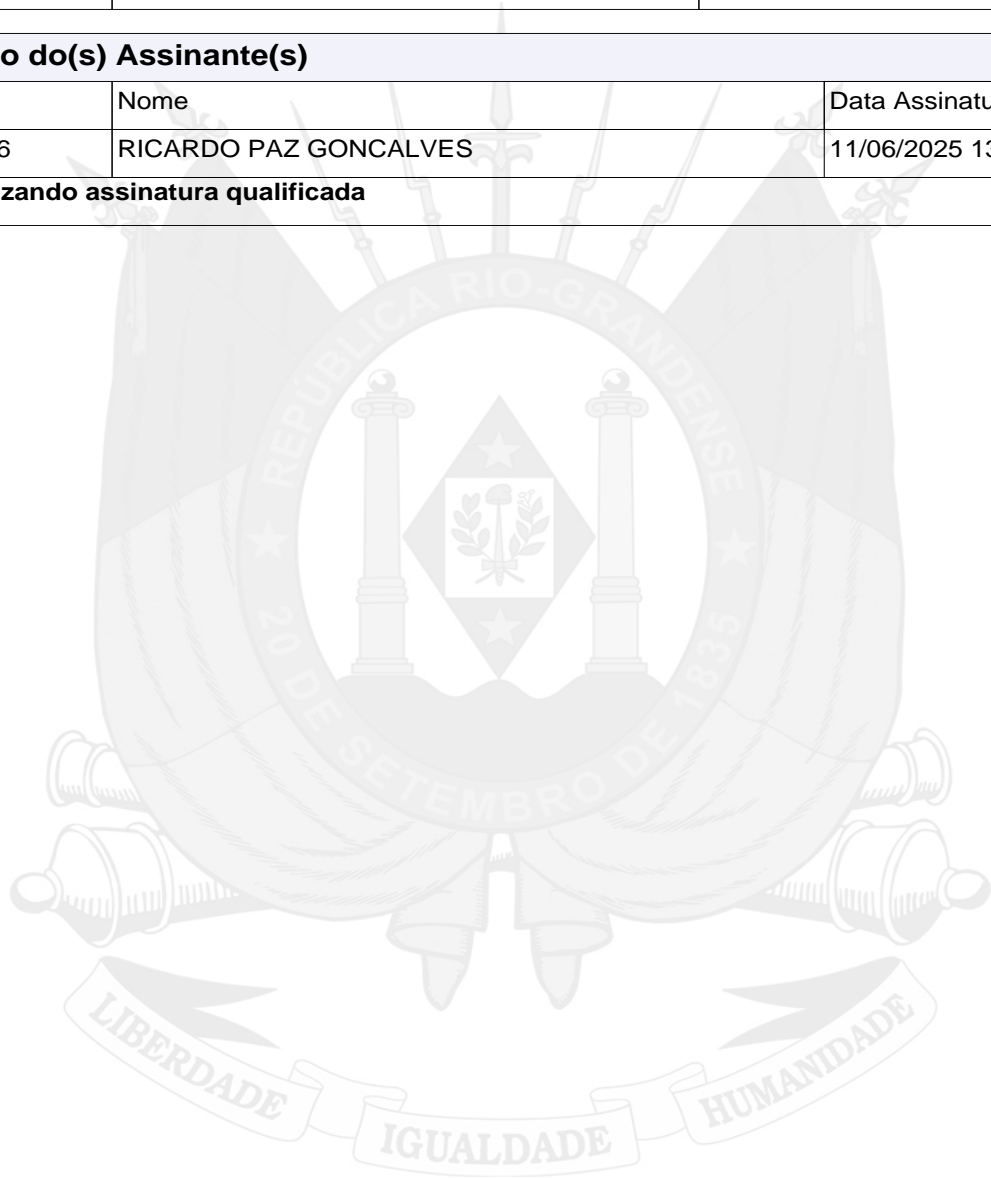 o do(s) Assinante(s)
Nome Data Assinatu
6 RICARDO PAZ GONCALVES 11/06/2025 13
zando assinatura qualificada
REPÚBLICA RIO-GRANDENSE
20 DE SETEMBRO DE 1835
LIBERDADE IGUALDADE HUMANIDADE